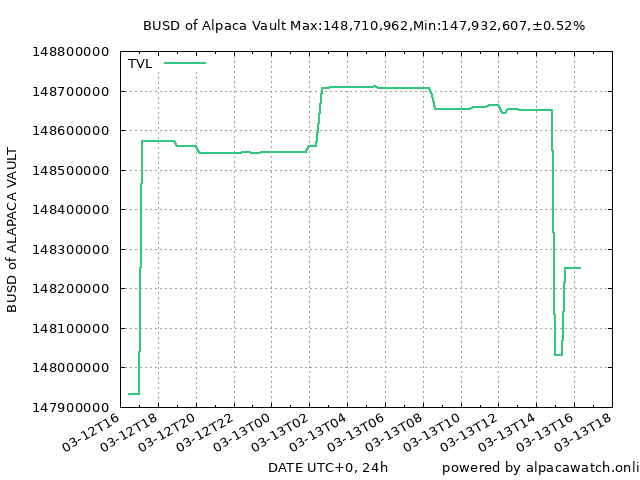 BUSD of Alpaca Vault Max:148,710,962,Min:147,932,607,±0.52%
TVL
148800000
148700000
148600000
148500000
148400000
148300000
148200000
148100000
148000000
147900000
BUSD of ALAPACA VAULT
03-12T16
03-12T18
03-12T20
03-12T22
03-13T00
03-13T02
03-13T04
03-13T06
03-13T08
03-13T10
03-13T12
03-13T14
03-13T16
03-13T18
DATE UTC+0, 24h
powered by alpacawatch.onli